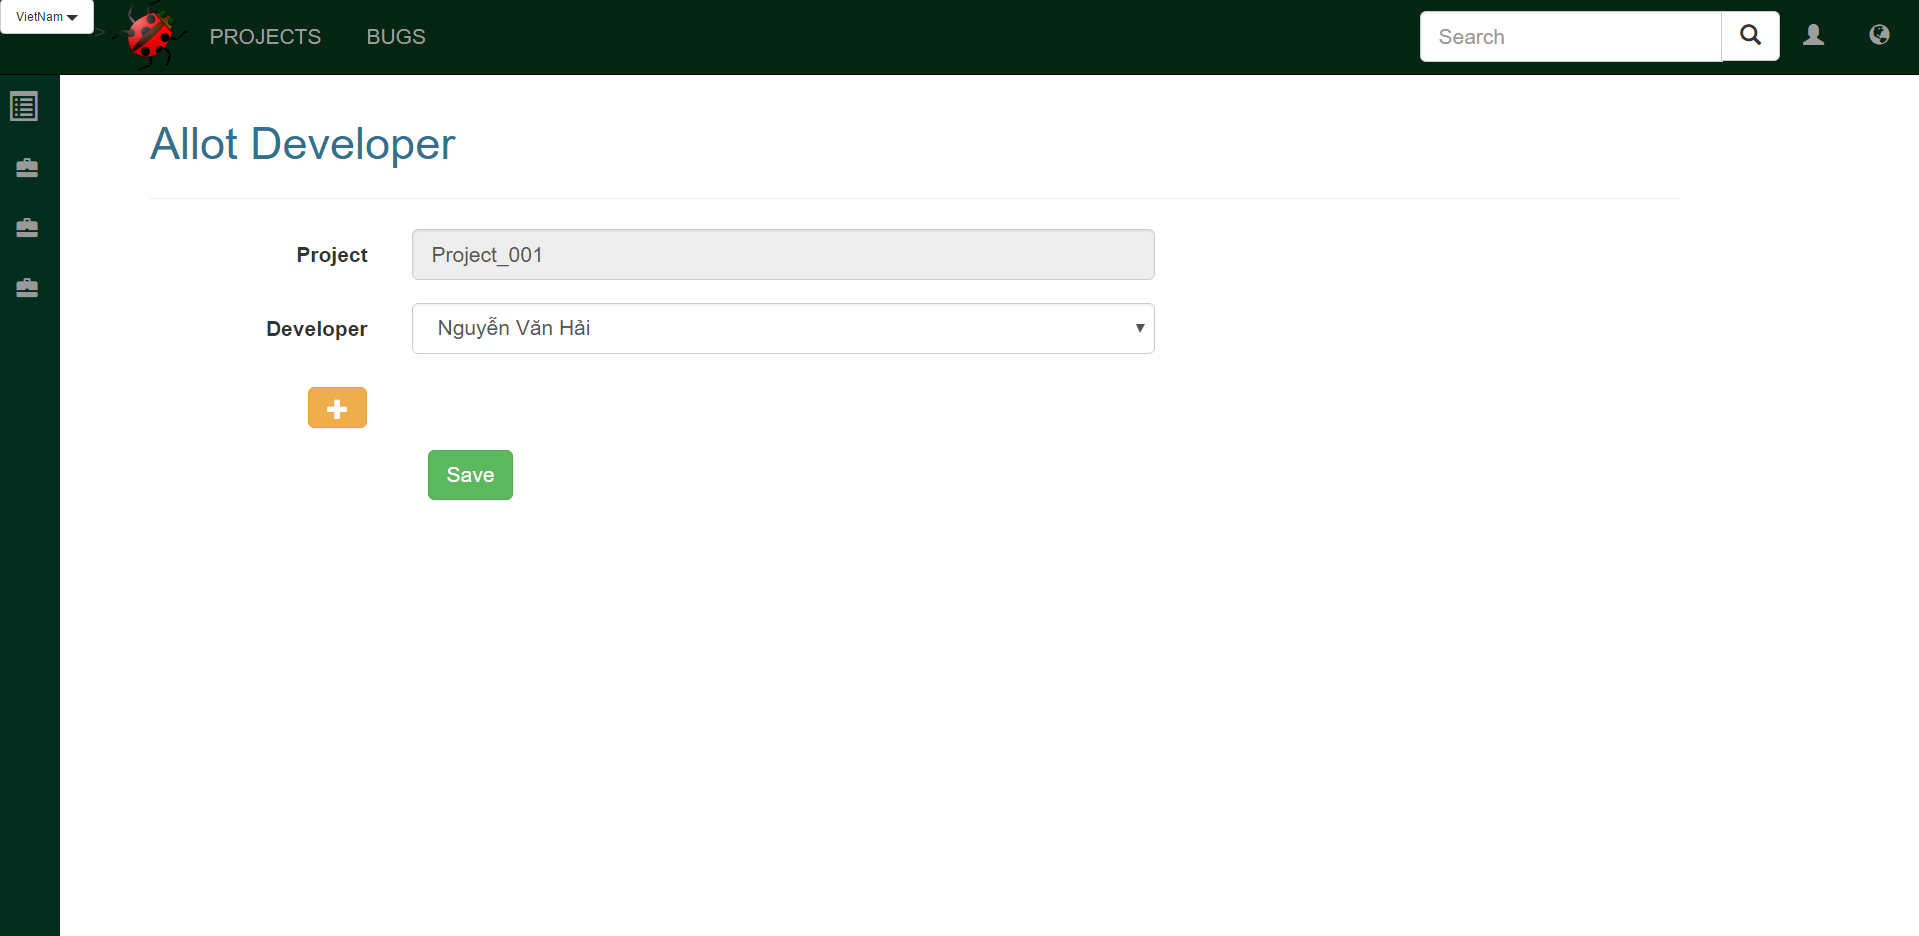 VietNam
>
PROJECTS
BUGS
Search
Allot Developer
Project
Project_001
Developer
Nguyễn Văn Hải
Save